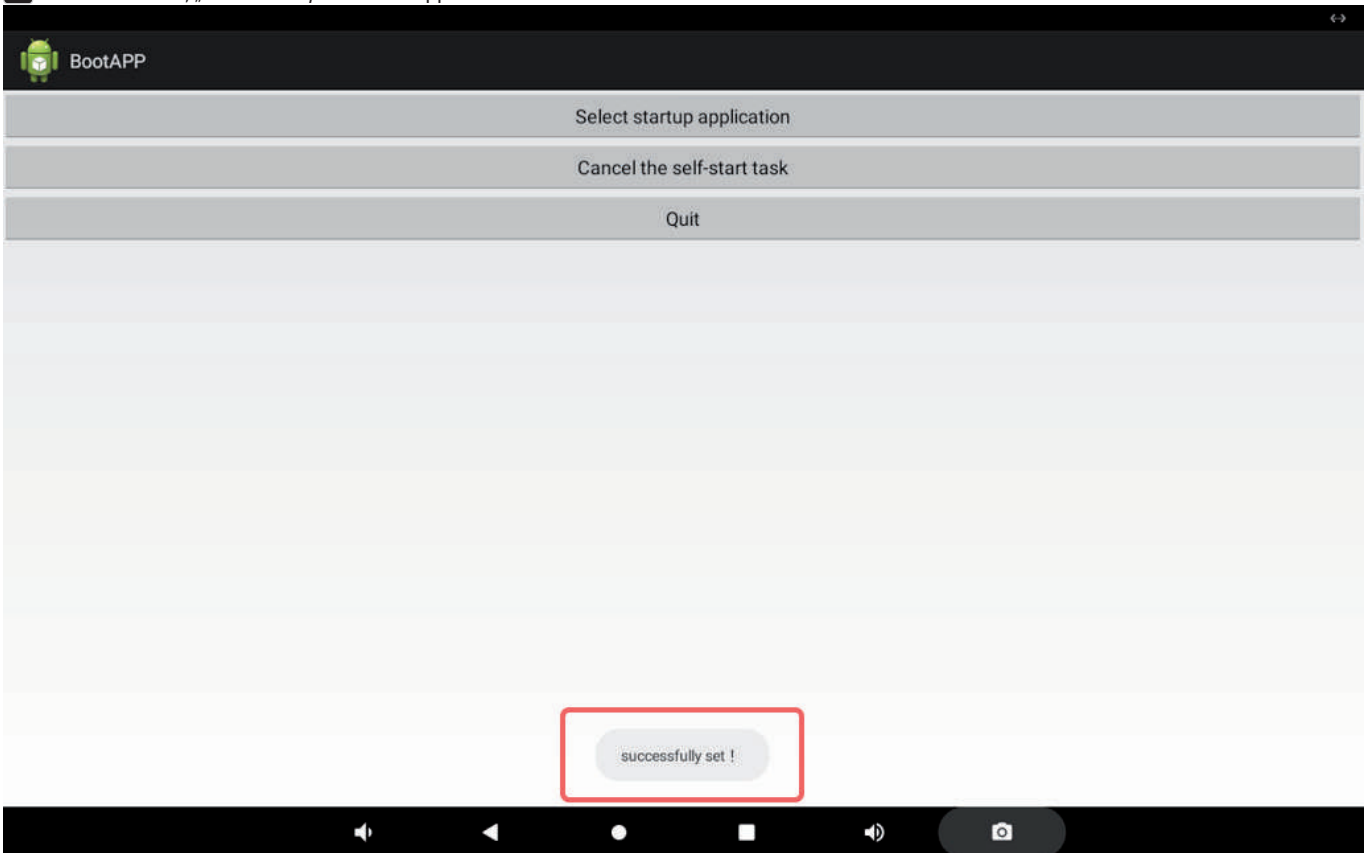 BootAPP
Select startup application
Cancel the self-start task
Quit
successfully set !